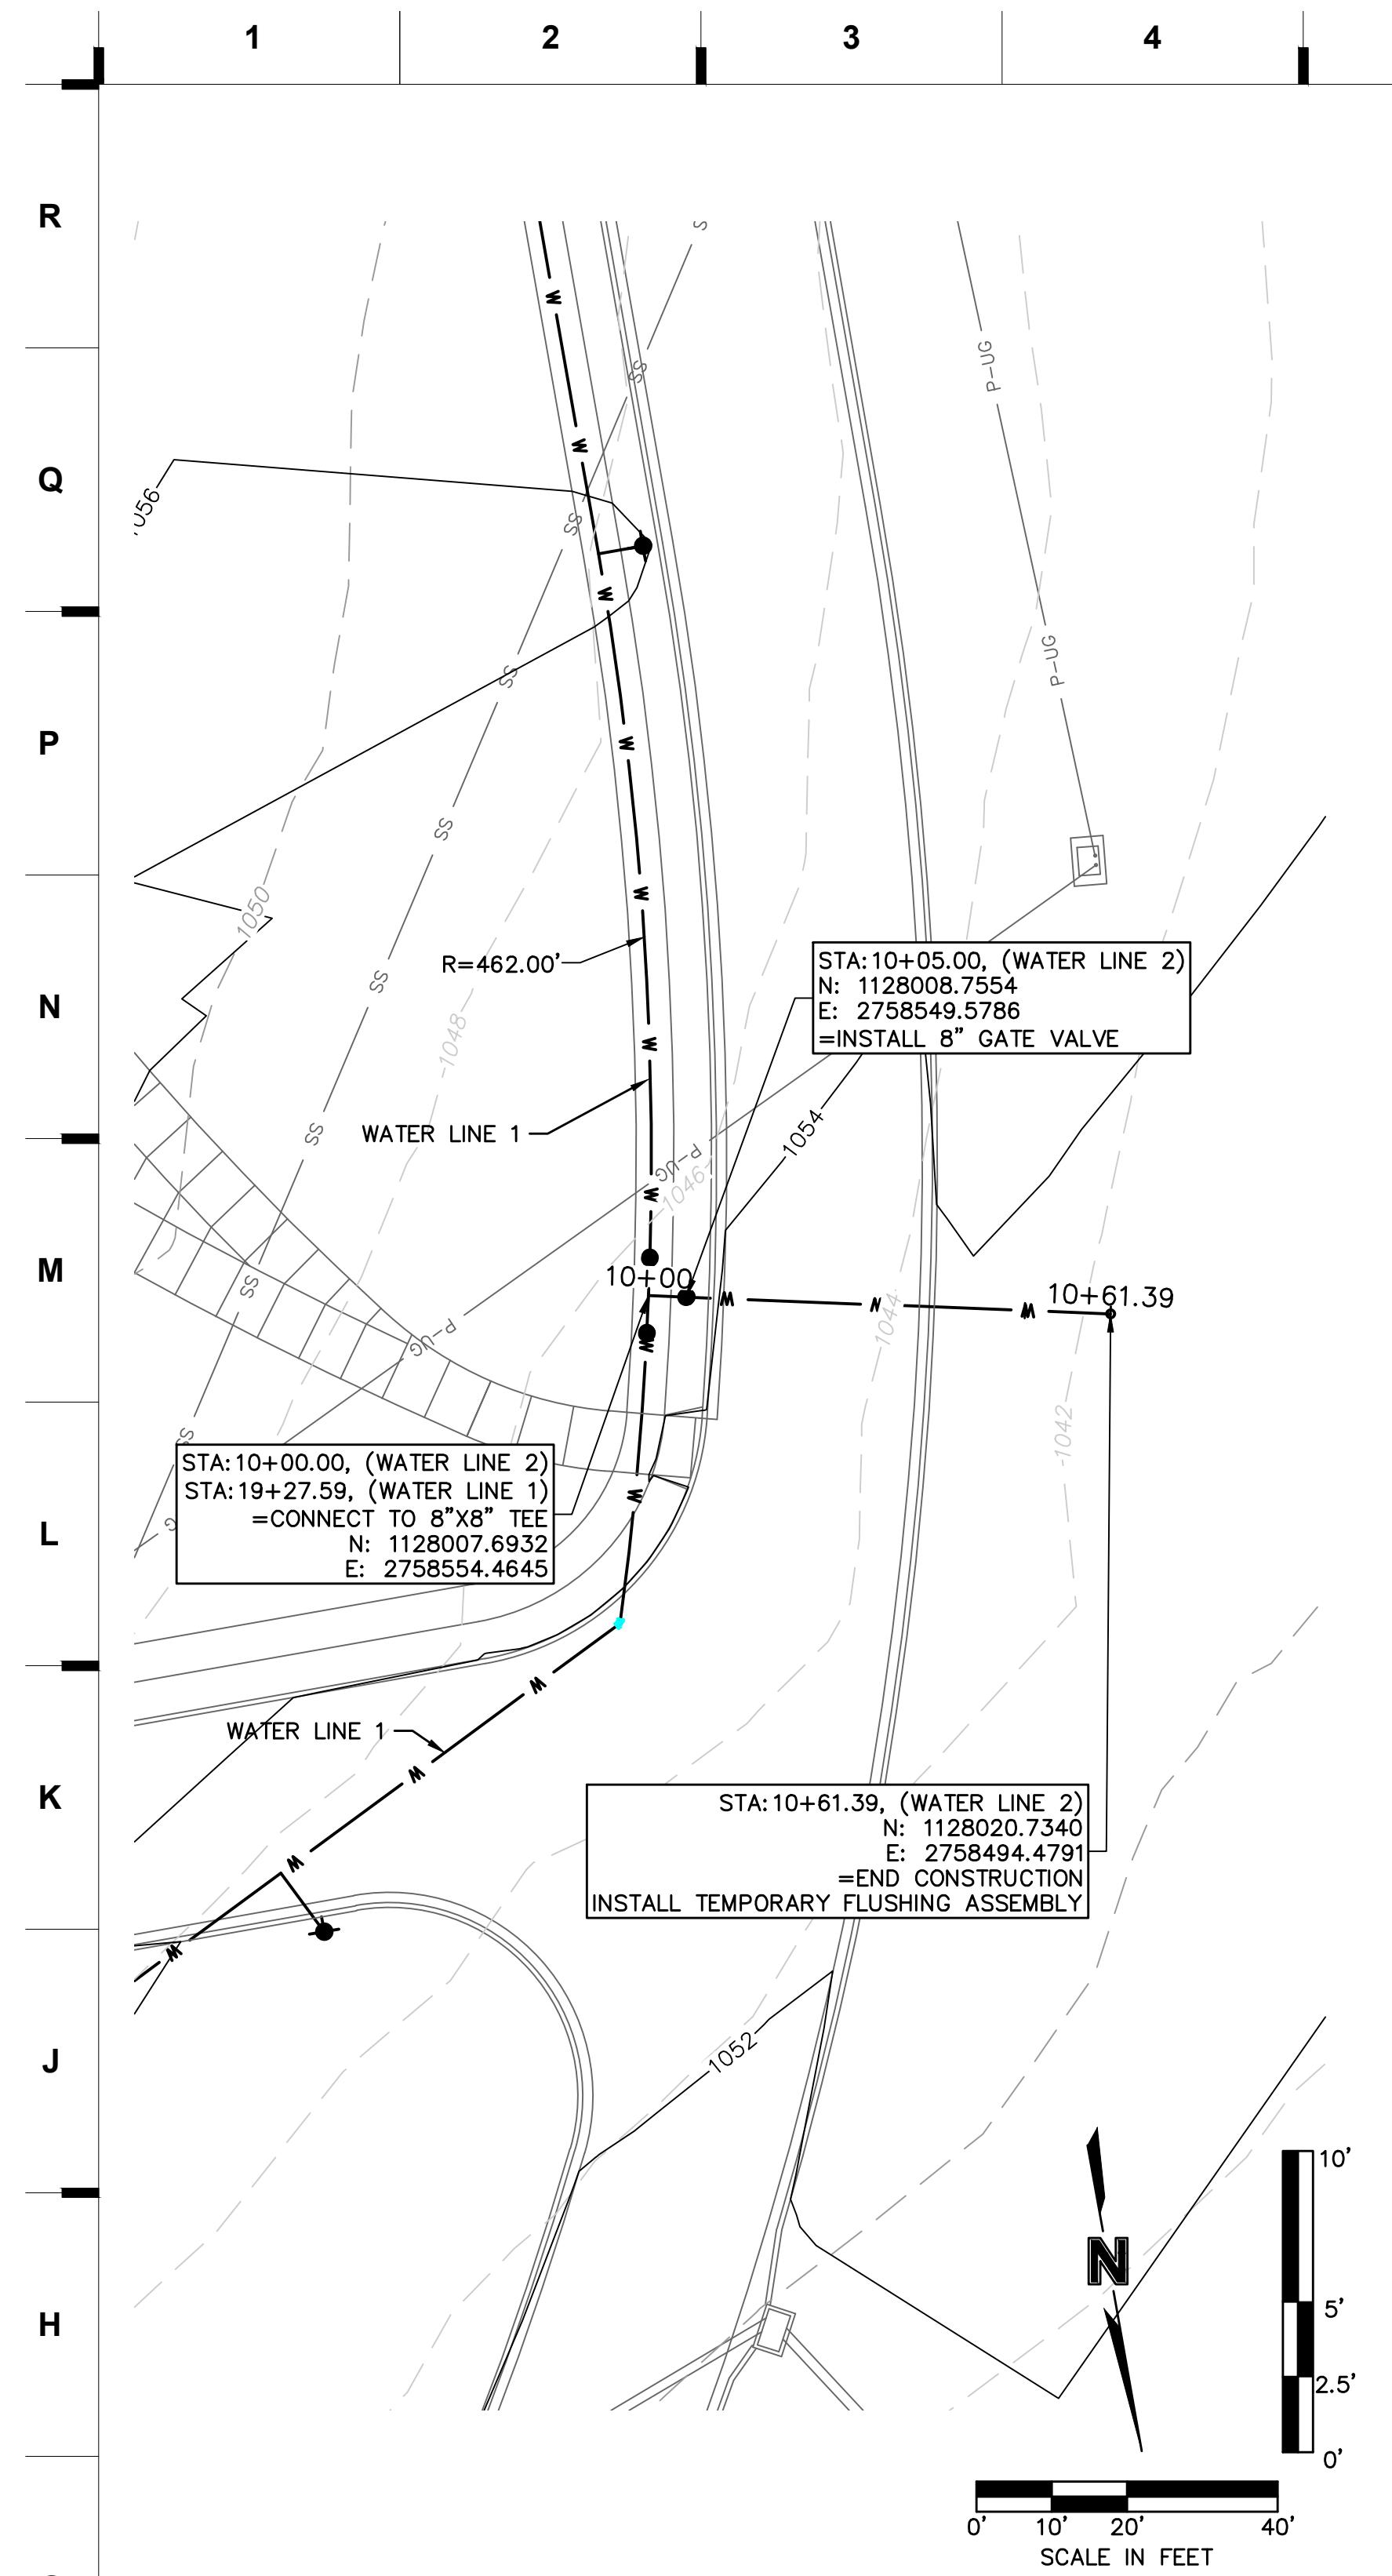 1 2 3 4
R
SS
W
P-UG
SS
Q
W
SS
W
P-UG
SS
P
W
SS
W
1050
R=462.00'
SS
N
STA:10+05.00, (WATER LINE 2)
N: 1128008.7554
E: 2758549.5786
=INSTALL 8" GATE VALVE
1048
W
WATER LINE 1
SS
1054
P-UG
1046
W
M
SS
10+00
W
W
W
10+61.39
1044
P-UG
W
1042
SS
STA:10+00.00, (WATER LINE 2)
STA:19+27.59, (WATER LINE 1)
=CONNECT TO 8"X8" TEE
N: 1128007.6932
E: 2758554.4645
W
L
G
W
WATER LINE 1
W
K
STA:10+61.39, (WATER LINE 2)
N: 1128020.7340
E: 2758494.4791
=END CONSTRUCTION
INSTALL TEMPORARY FLUSHING ASSEMBLY
W
W
J
1052
10'
N
H
5'
2.5'
0'
0' 10' 20' 40'
SCALE IN FEET